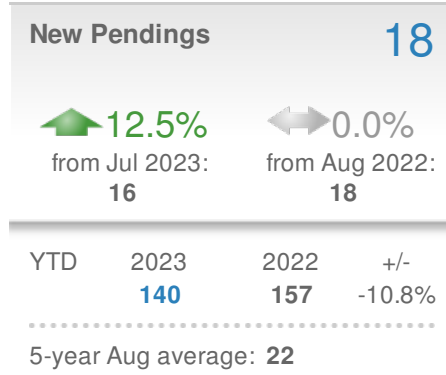 New Pendings 18
12.5% 0.0%
from Jul 2023: from Aug 2022:
16 18
YTD 2023 2022 +/-
140 157 -10.8%
5-year Aug average: 22